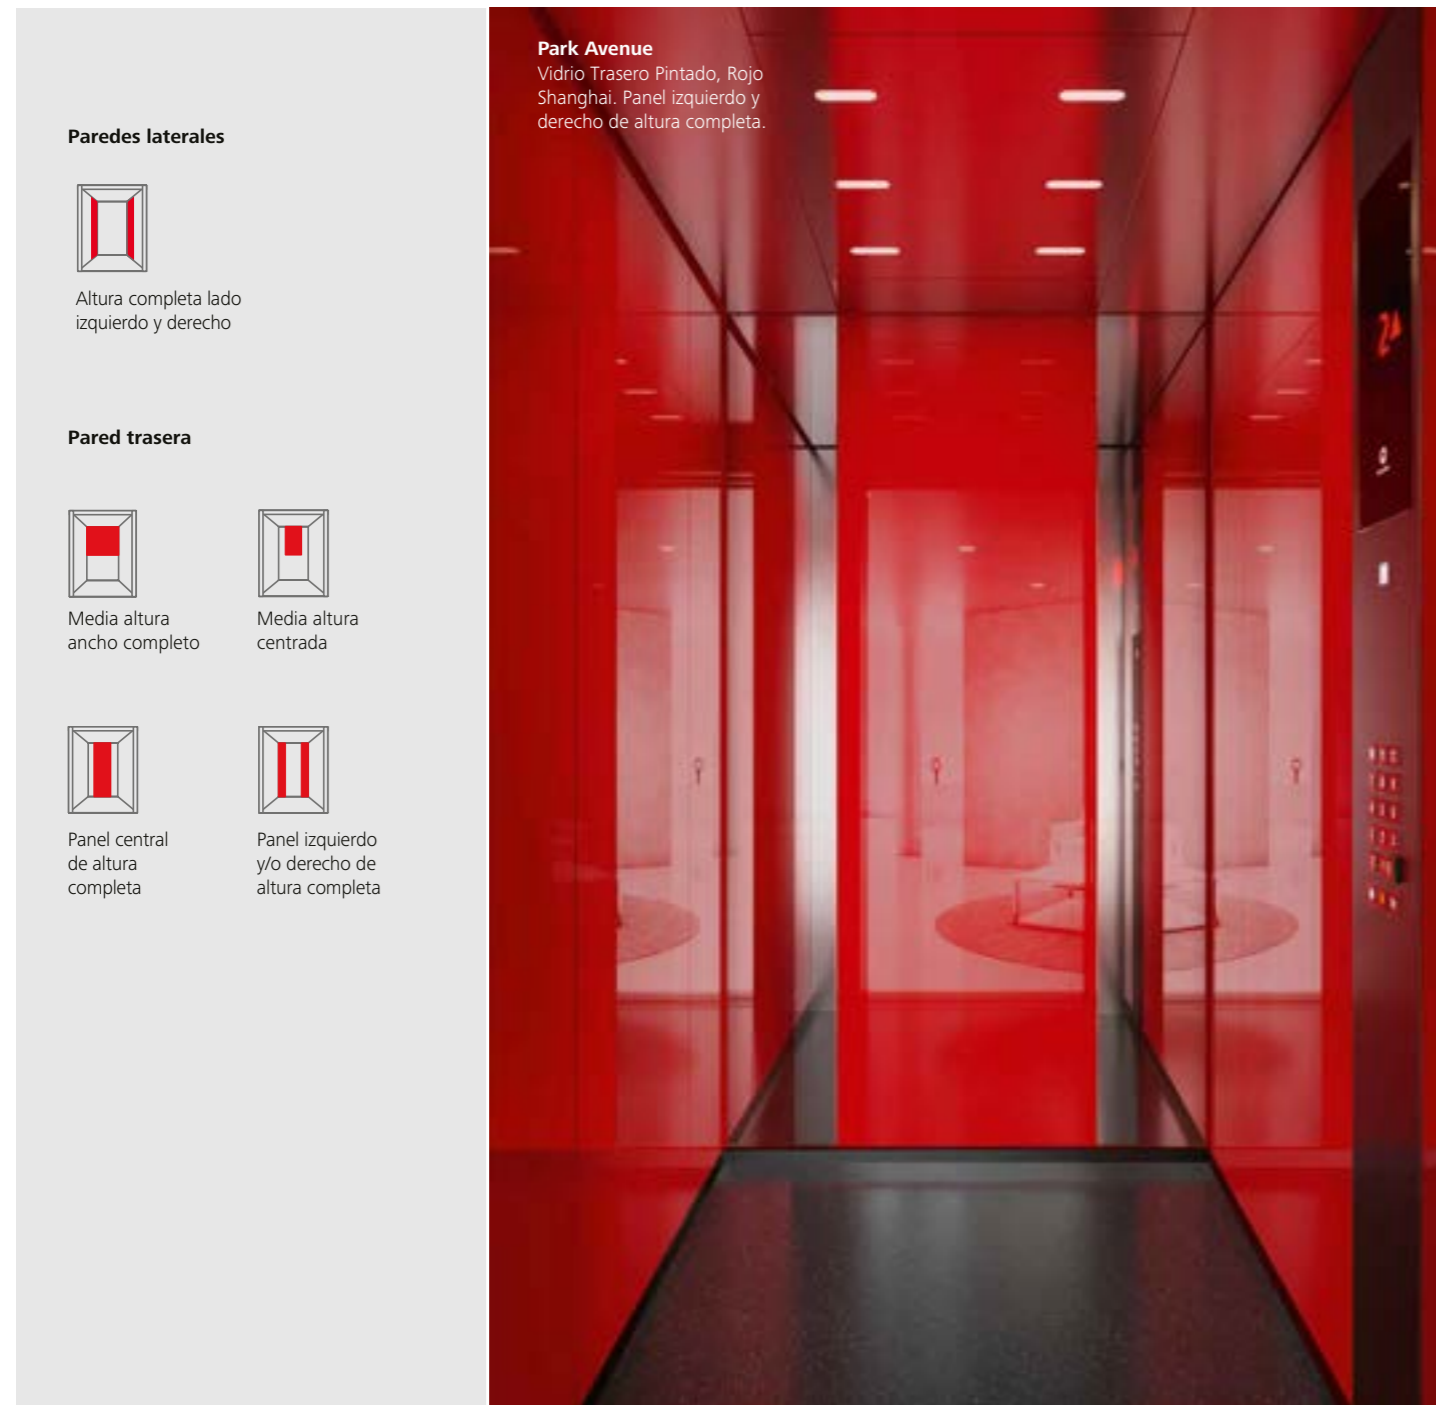 Paredes laterales
Altura completa lado
izquierdo y derecho
Pared trasera
Media altura
ancho completo
Media altura
centrada
Panel central
de altura
completa
Panel izquierdo
y/o derecho de
altura completa
Park Avenue
Vidrio Trasero Pintado, Rojo
Shanghai. Panel izquierdo y
derecho de altura completa.
2